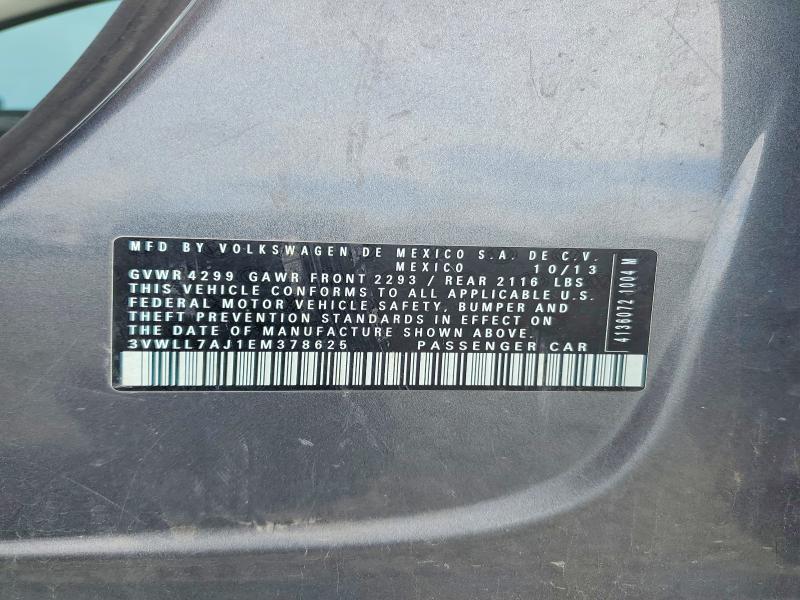 MFD BY VOLKSWAGEN DE MEXICO S.A. DE C.V.
MEXICO 10/13
GVWR 4299 GAWR FRONT 2293 / REAR 2116 LBS
THIS VEHICLE CONFORMS TO ALL APPLICABLE U.S.
FEDERAL MOTOR VEHICLE SAFETY, BUMPER AND
THEFT PREVENTION STANDARDS IN EFFECT ON
THE DATE OF MANUFACTURE SHOWN ABOVE.
3VWLL7AJ1EM378625 PASSENGER CAR
4136072 1004 M